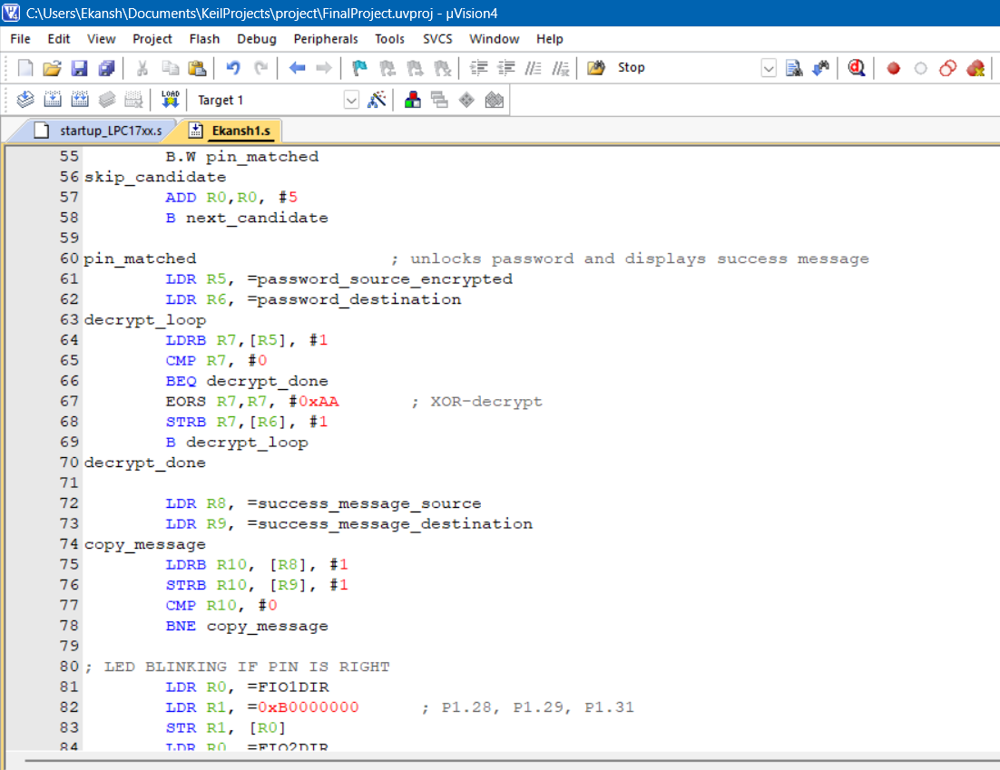 C:\Users\Ekansh\Documents\KeilProjects\project\FinalProject.uvproj - µVision4
File Edit View Project Flash Debug Peripherals Tools SVCS Window Help
Stop
LOAD Target 1
startup_LPC17xx.s Ekansh1.s
55 B.W pin_matched
56 skip_candidate
57 ADD R0,R0, #5
58 B next_candidate
59
60 pin_matched ; unlocks password and displays success message
61 LDR R5, =password_source_encrypted
62 LDR R6, =password_destination
63 decrypt_loop
64 LDRB R7,[R5], #1
65 CMP R7, #0
66 BEQ decrypt_done
67 EORS R7,R7, #0xAA ; XOR-decrypt
68 STRB R7,[R6], #1
69 B decrypt_loop
70 decrypt_done
71
72 LDR R8, =success_message_source
73 LDR R9, =success_message_destination
74 copy_message
75 LDRB R10, [R8], #1
76 STRB R10, [R9], #1
77 CMP R10, #0
78 BNE copy_message
79
80 ; LED BLINKING IF PIN IS RIGHT
81 LDR R0, =FIO1DIR
82 LDR R1, =0xB0000000 ; P1.28, P1.29, P1.31
83 STR R1, [R0]
84 LDR R0, =FIO2DIR